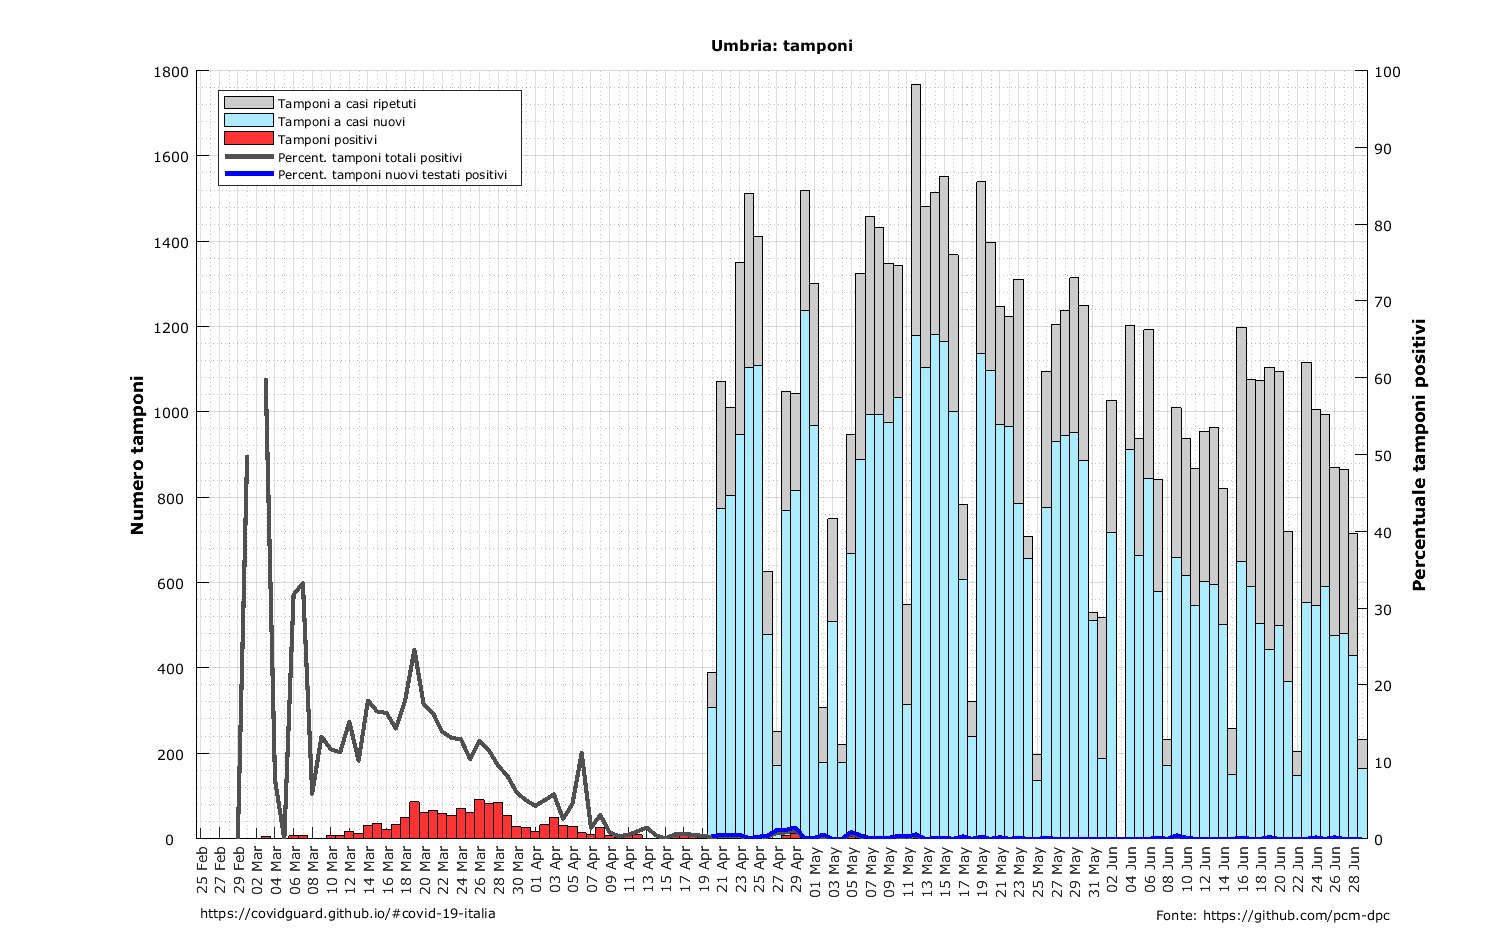 Umbria: tamponi
Tamponi a casi ripetuti
Tamponi a casi nuovi
Tamponi positivi
Percent. tamponi totali positivi
Percent. tamponi nuovi testati positivi
Numero tamponi
1800
1600
1400
1200
1000
800
600
400
200
0
Percentuale tamponi positivi
100
90
80
70
60
50
40
30
20
10
0
25 Feb
27 Feb
29 Feb
02 Mar
04 Mar
06 Mar
08 Mar
10 Mar
12 Mar
14 Mar
16 Mar
18 Mar
20 Mar
22 Mar
24 Mar
26 Mar
28 Mar
30 Mar
01 Apr
03 Apr
05 Apr
07 Apr
09 Apr
11 Apr
13 Apr
15 Apr
17 Apr
19 Apr
21 Apr
23 Apr
25 Apr
27 Apr
29 Apr
01 May
03 May
05 May
07 May
09 May
11 May
13 May
15 May
17 May
19 May
21 May
23 May
25 May
27 May
29 May
31 May
02 Jun
04 Jun
06 Jun
08 Jun
10 Jun
12 Jun
14 Jun
16 Jun
18 Jun
20 Jun
22 Jun
24 Jun
26 Jun
28 Jun
https://covidguard.github.io/#covid-19-italia
Fonte: https://github.com/pcm-dpc